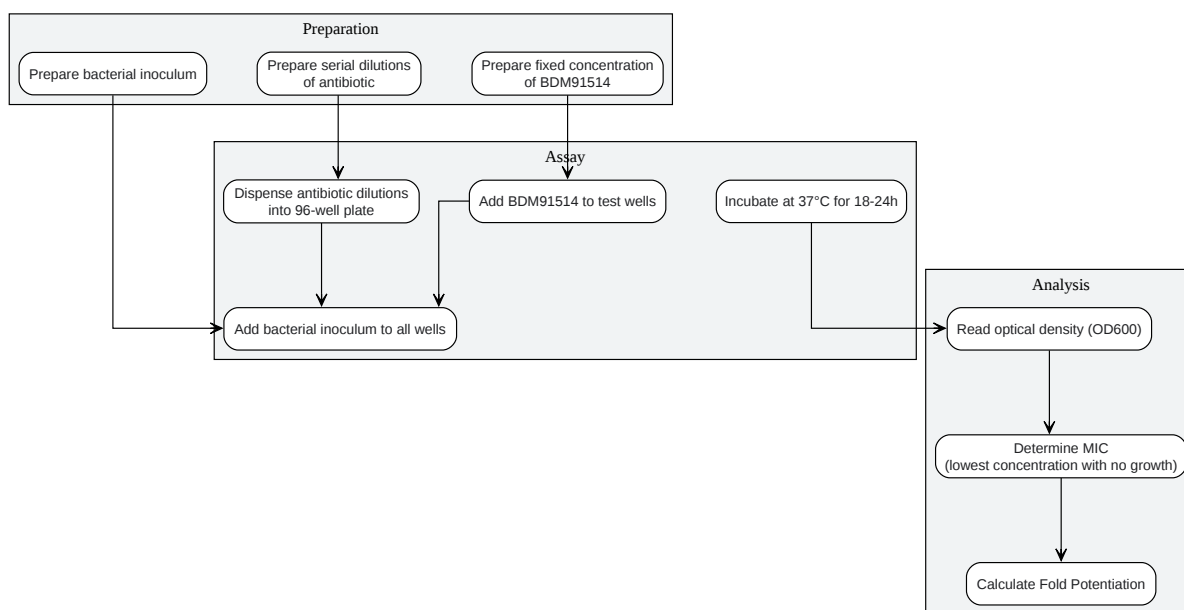 Preparation
Prepare bacterial inoculum
Prepare serial dilutions
of antibiotic
Prepare fixed concentration
of BDM91514
Assay
Dispense antibiotic dilutions
into 96-well plate
Add BDM91514 to test wells
Incubate at 37°C for 18-24h
Add bacterial inoculum to all wells
Analysis
Read optical density (OD600)
Determine MIC
(lowest concentration with no growth)
Calculate Fold Potentiation